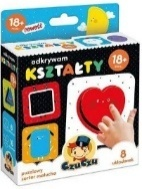 18+
odkrywam
KSZTAŁTY
18+
CzuCzu
8
układanek